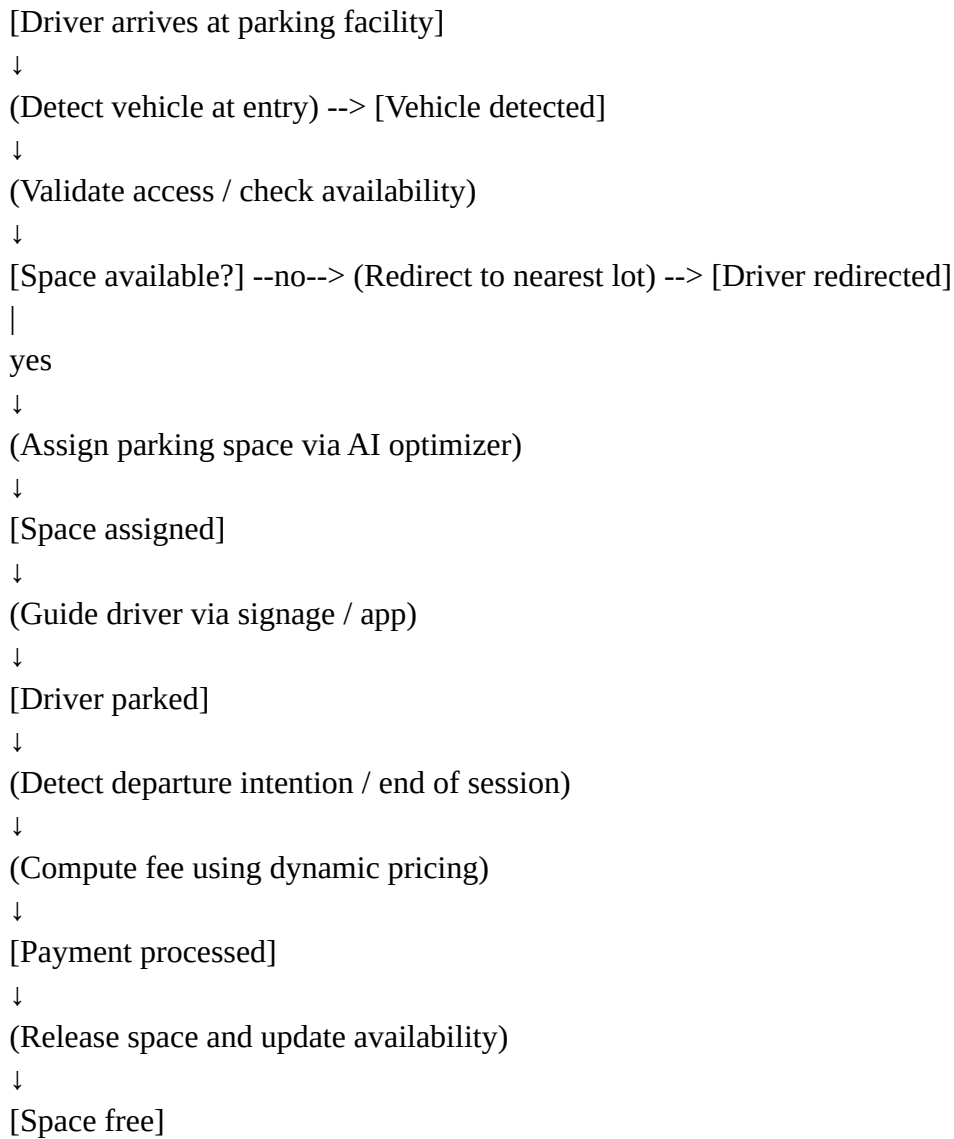 [Driver arrives at parking facility]
↓
(Detect vehicle at entry) --> [Vehicle detected]
↓
(Validate access / check availability)
↓
[Space available?] --no--> (Redirect to nearest lot) --> [Driver redirected]
|
yes
↓
(Assign parking space via AI optimizer)
↓
[Space assigned]
↓
(Guide driver via signage / app)
↓
[Driver parked]
↓
(Detect departure intention / end of session)
↓
(Compute fee using dynamic pricing)
↓
[Payment processed]
↓
(Release space and update availability)
↓
[Space free]